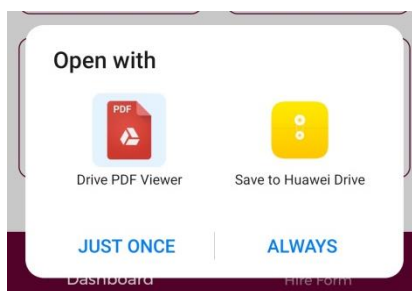 Open with
PDF
Drive PDF Viewer
Save to Huawei Drive
JUST ONCE
ALWAYS
Dashboard
Hire Form